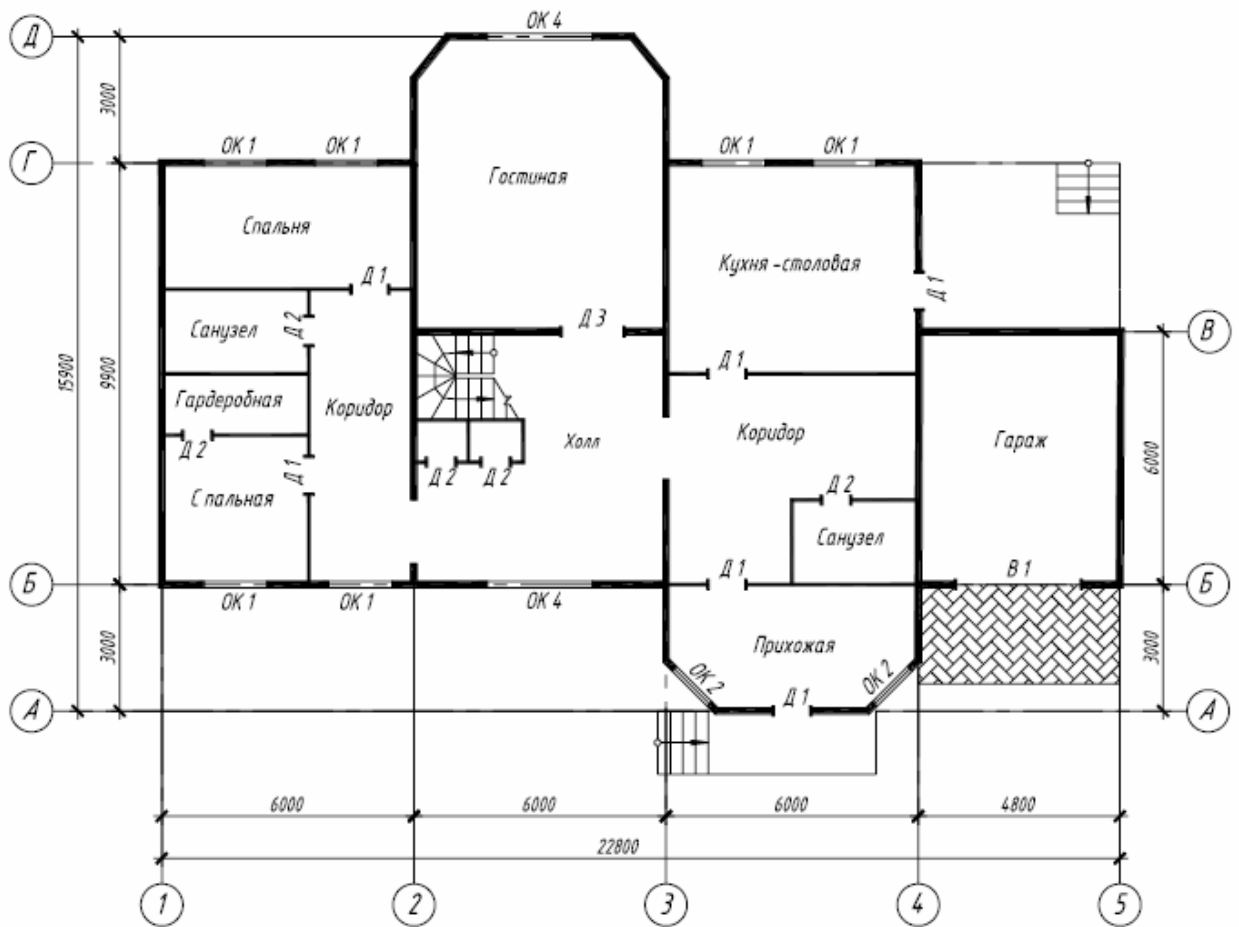 ОК 4
Д
3000
ОК 1
ОК 1
ОК 1
ОК 1
Г
Гостиная
Спальня
Кухня -столовая
Д 1
Д 1
Санузел
Д 2
Д 3
В
15900
9900
Д 1
Гардеробная
Коридор
Коридор
Холл
Гараж
6000
Д 2
Д 1
Д 2
Д 2
С пальная
Д 2
Санузел
Б
Д 1
В 1
Б
ОК 1
ОК 1
ОК 4
3000
Прихожая
3000
ОК 2
ОК 2
Д 1
А
А
6000
6000
6000
4800
22800
1
2
3
4
5